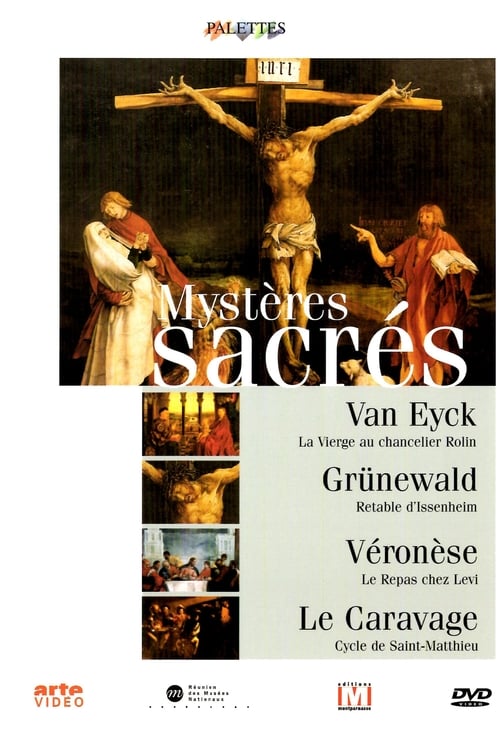 PALETTES
INRI
Mystères
sacrés
Van Eyck
La Vierge au chancelier Rolin
Grünewald
Retable d'Issenheim
Véronèse
Le Repas chez Levi
Le Caravage
Cycle de Saint-Matthieu
arte
VIDEO
m
Réunion
des Musées
Nationaux
editions
M
montparnasse
DVD
VIDEO